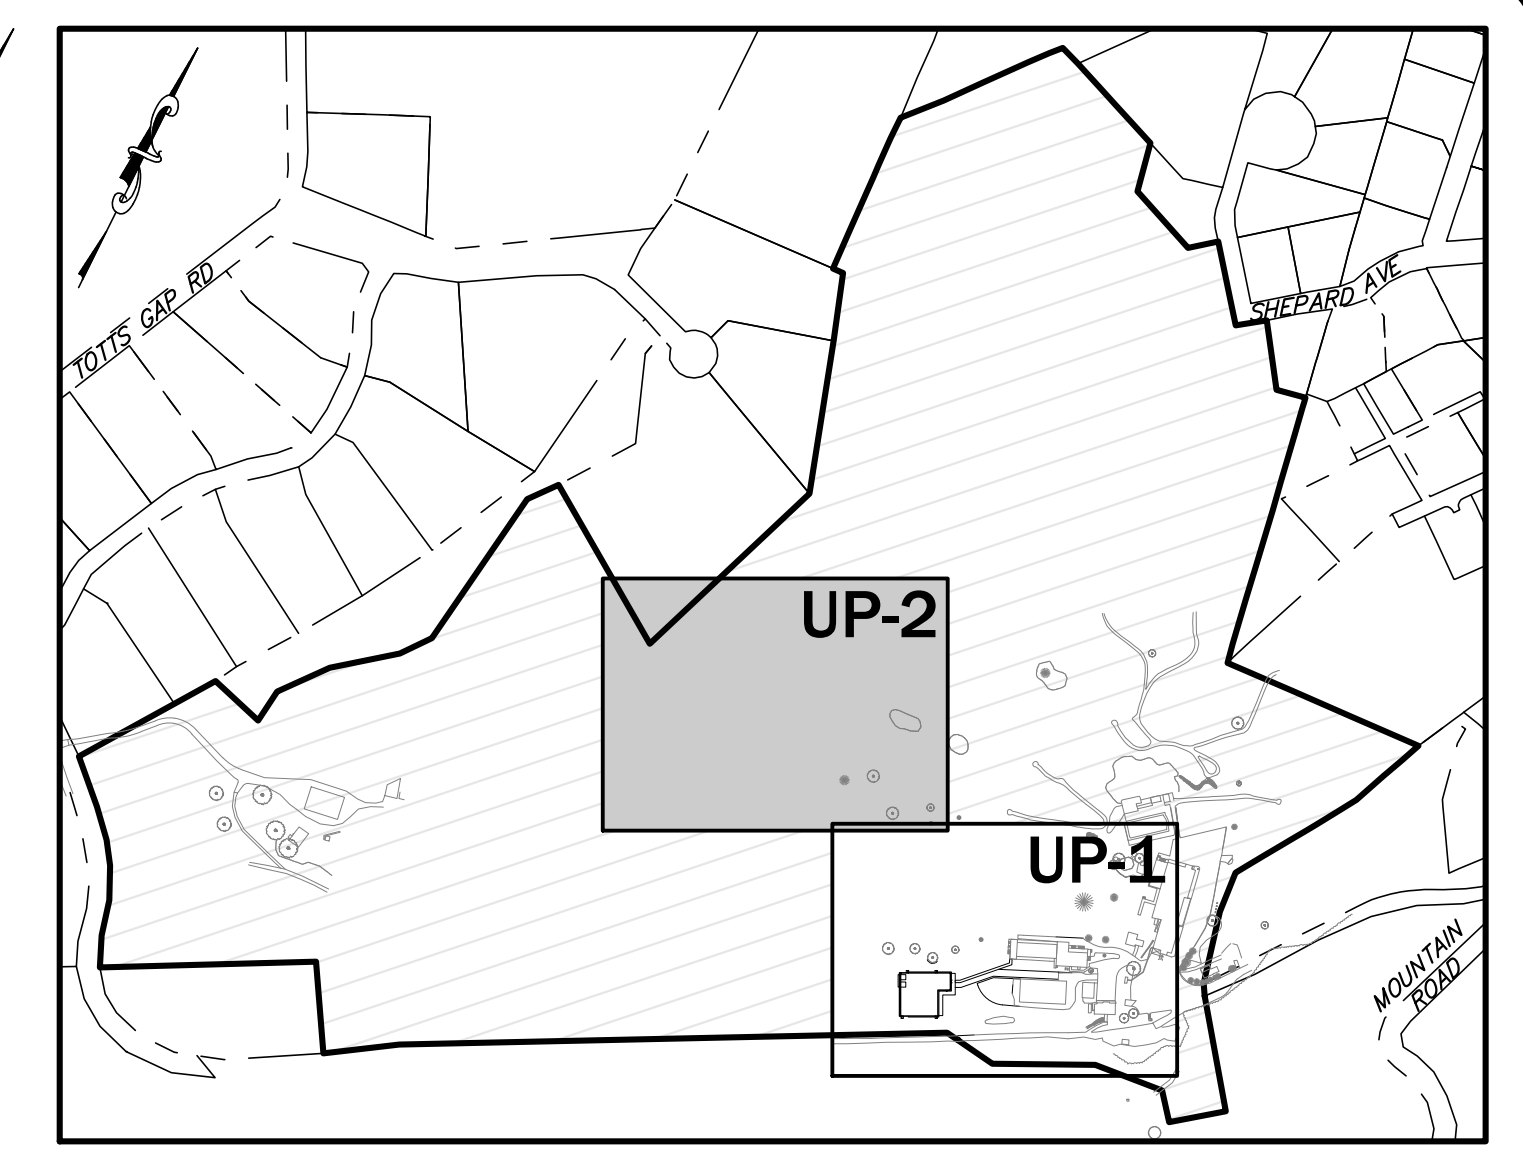 TOTTS GAP RD
SHEPARD AVE
UP-2
UP-1
MOUNTAIN
ROAD